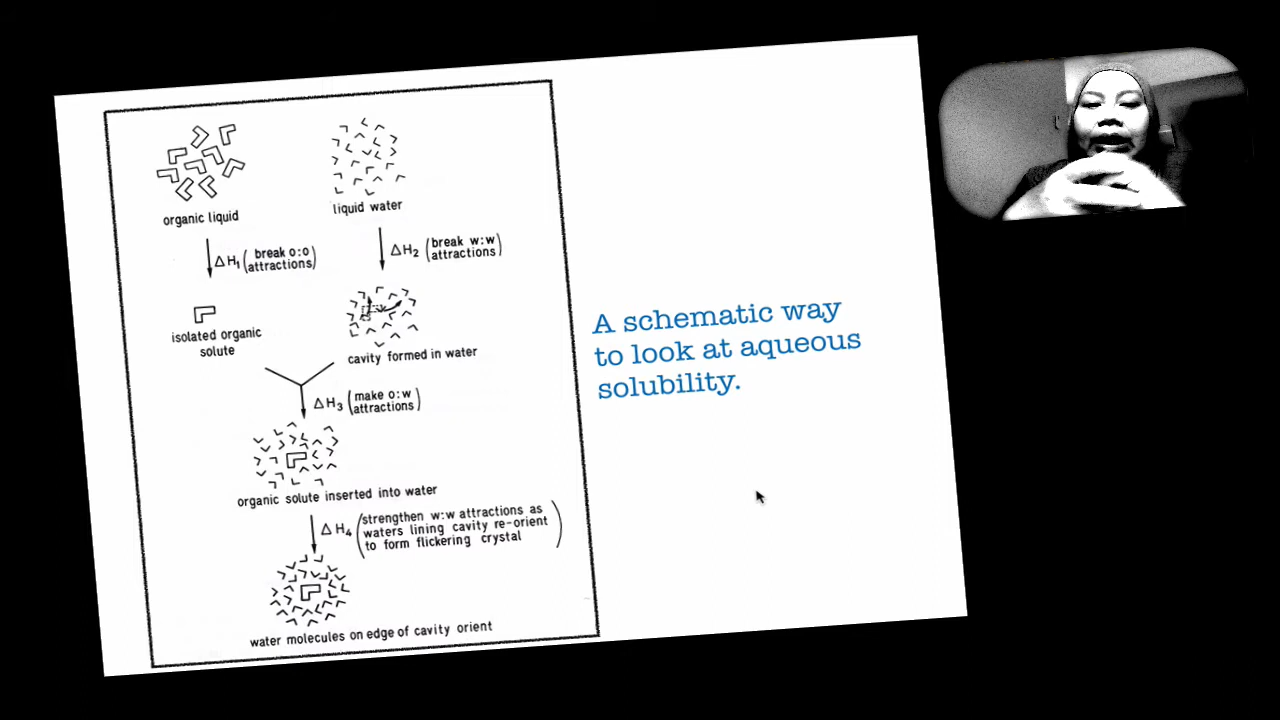 organic liquid
liquid water
ΔH₁ (break o:o
attractions)
ΔH₂ (break w:w
attractions)
isolated organic
solute
cavity formed in water
ΔH₃ (make o:w
attractions)
organic solute inserted into water
ΔH₄ (strengthen w:w attractions as
waters lining cavity re-orient
to form flickering crystal)
water molecules on edge of cavity orient
A schematic way
to look at aqueous
solubility.